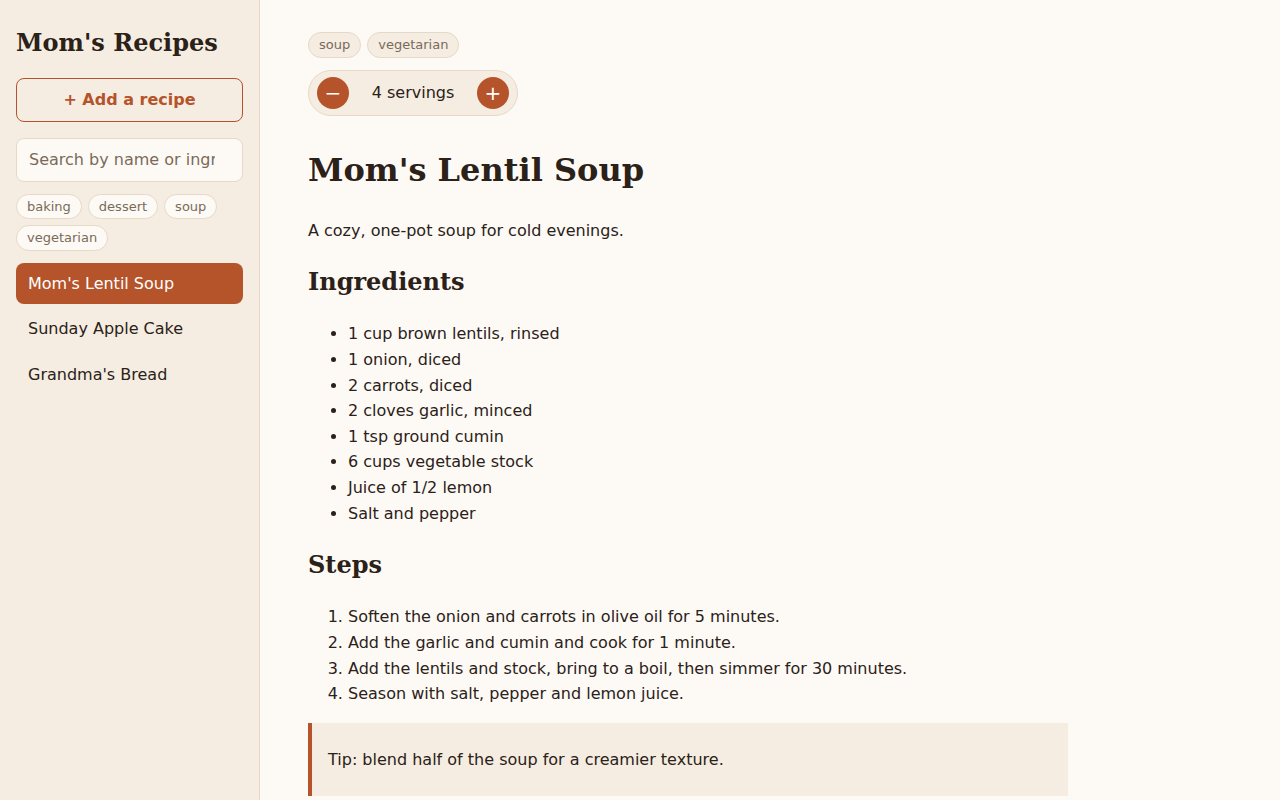 Mom's Recipes
+ Add a recipe
Search by name or ingr
baking dessert soup
vegetarian
Mom's Lentil Soup
Sunday Apple Cake
Grandma's Bread
soup vegetarian
− 4 servings +
Mom's Lentil Soup
A cozy, one-pot soup for cold evenings.
Ingredients
• 1 cup brown lentils, rinsed
• 1 onion, diced
• 2 carrots, diced
• 2 cloves garlic, minced
• 1 tsp ground cumin
• 6 cups vegetable stock
• Juice of 1/2 lemon
• Salt and pepper
Steps
1. Soften the onion and carrots in olive oil for 5 minutes.
2. Add the garlic and cumin and cook for 1 minute.
3. Add the lentils and stock, bring to a boil, then simmer for 30 minutes.
4. Season with salt, pepper and lemon juice.
Tip: blend half of the soup for a creamier texture.